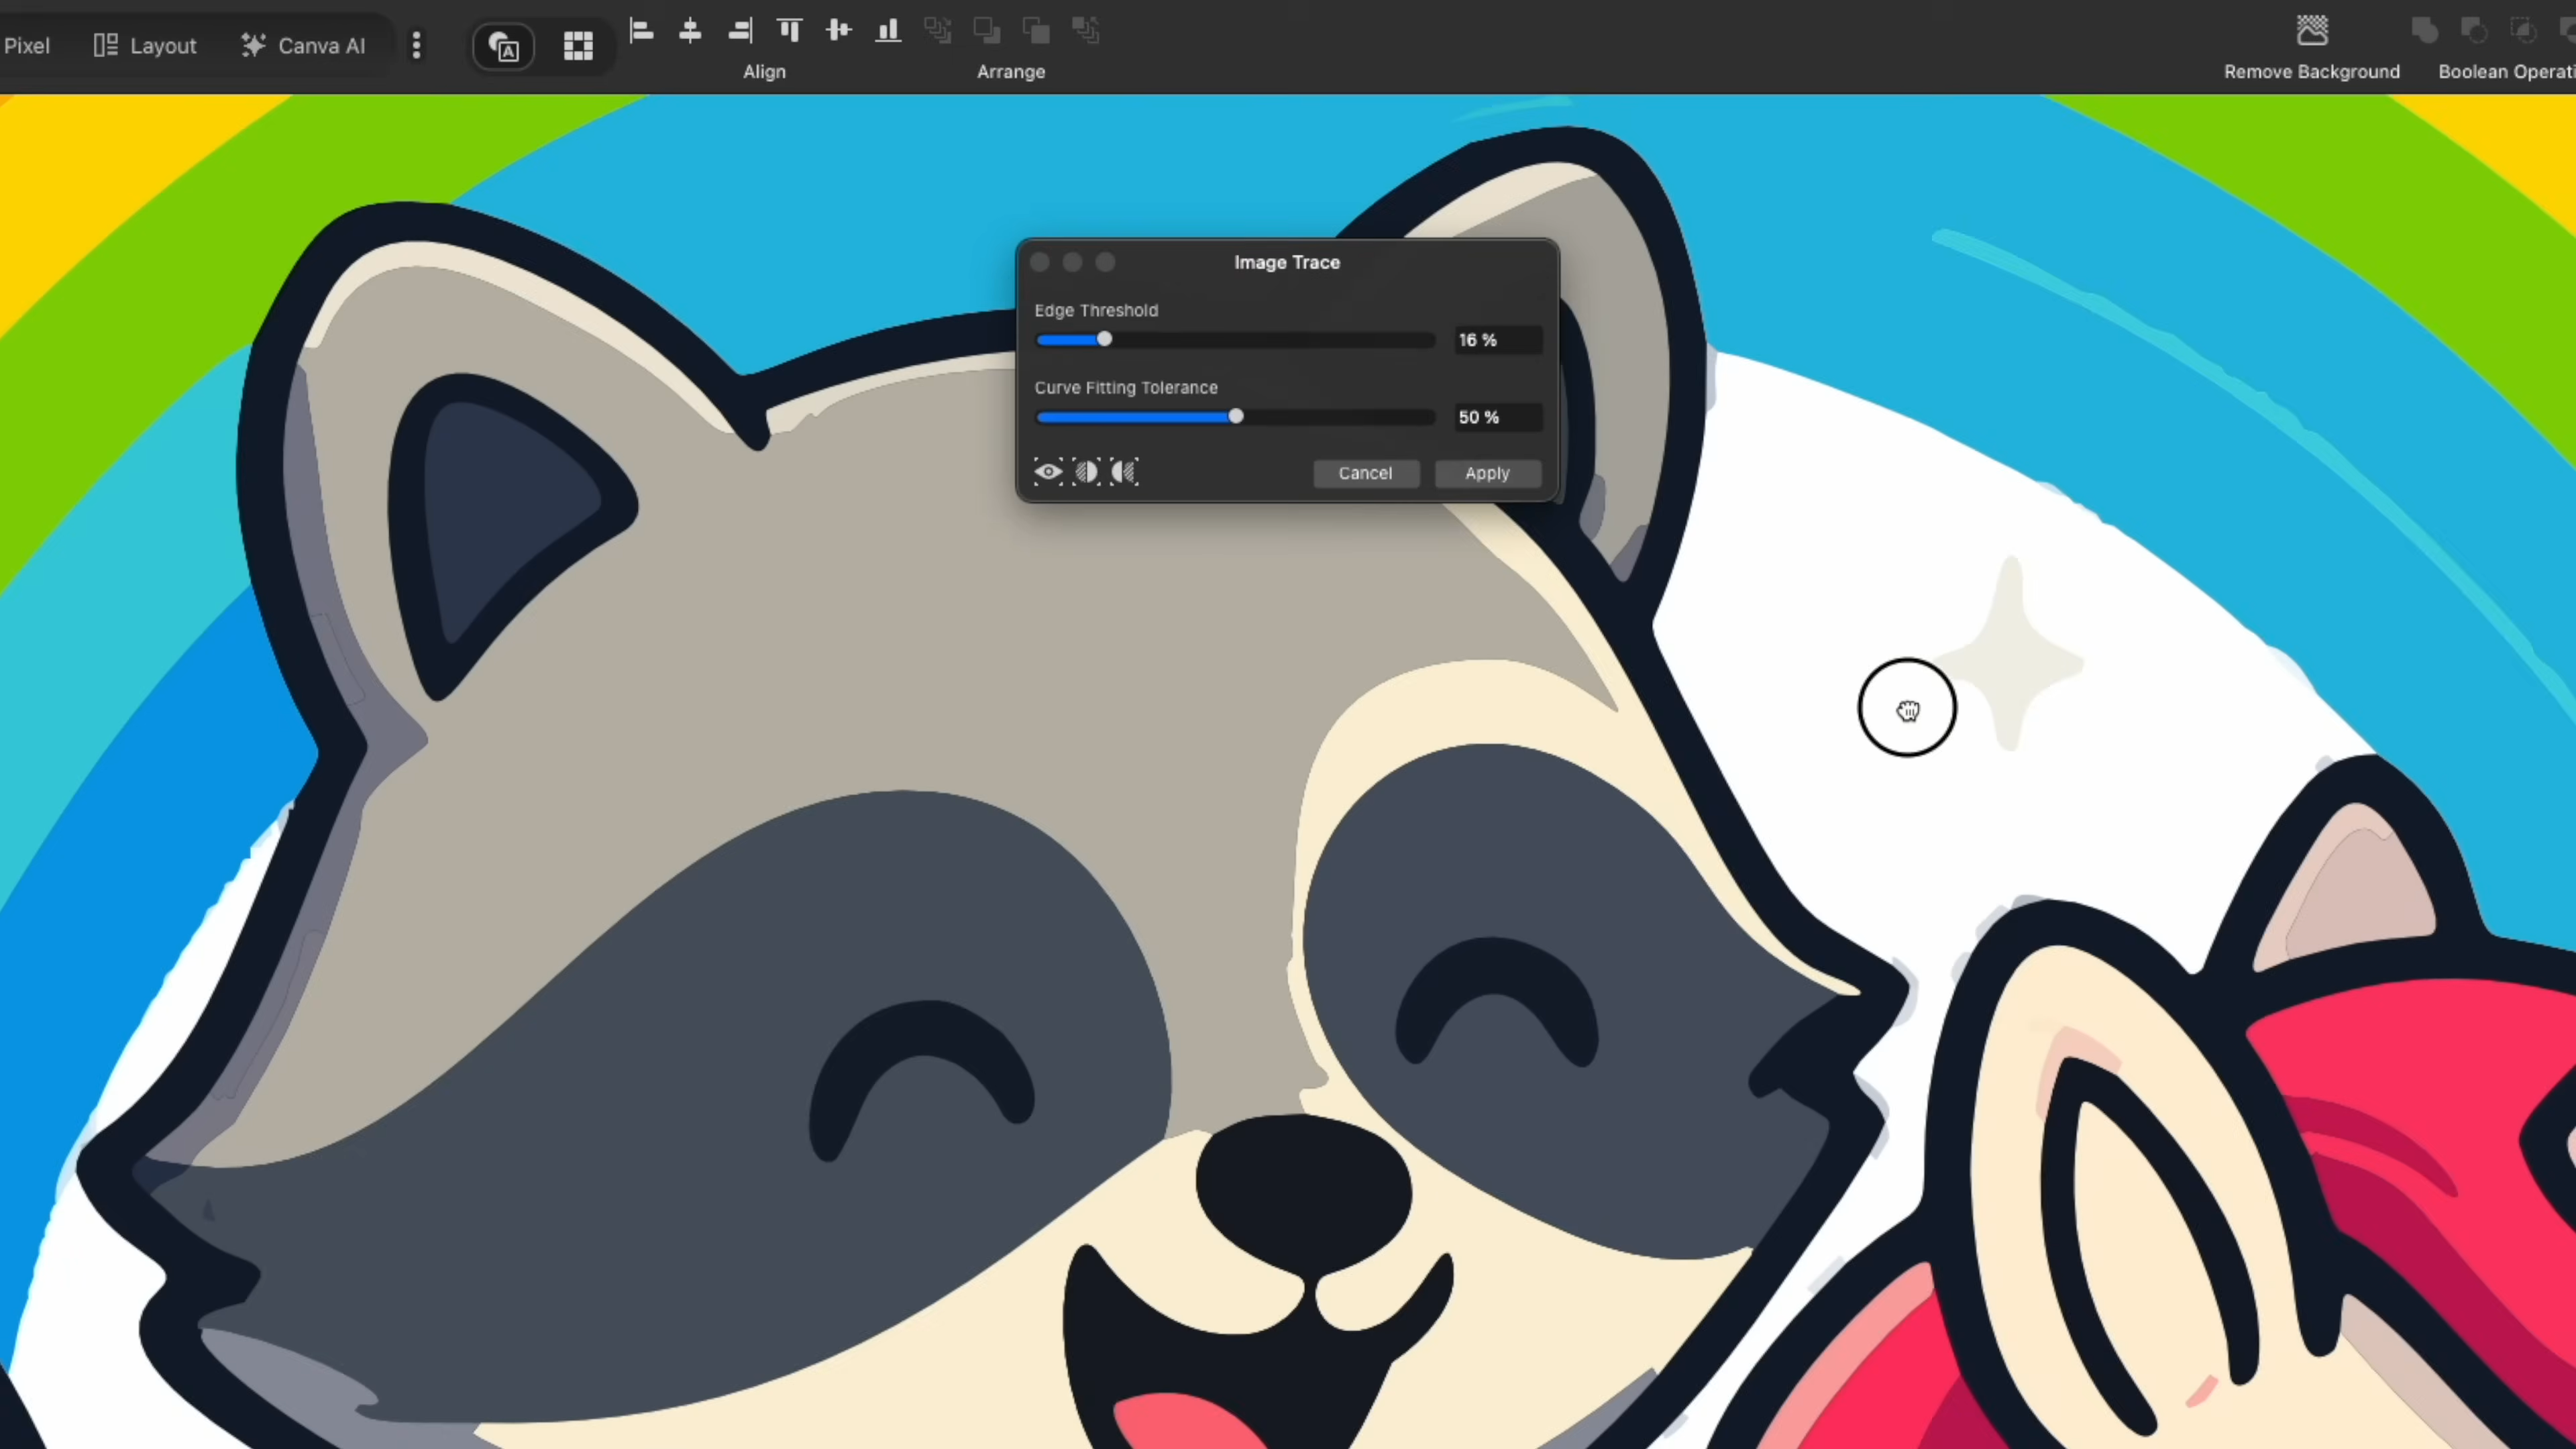 Pixel
Layout
Canva AI
Align
Arrange
Remove Background
Boolean Operati
Image Trace
Edge Threshold
16 %
Curve Fitting Tolerance
50 %
Cancel
Apply